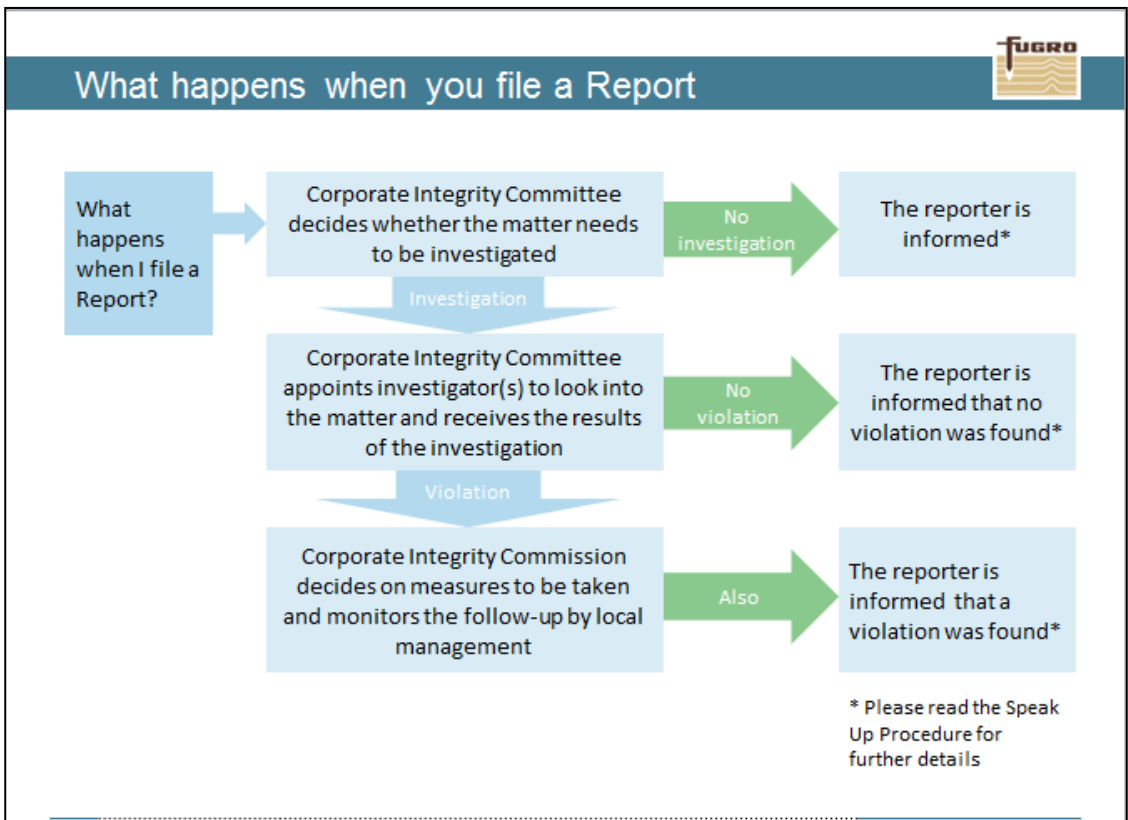 fugro
What happens when you file a Report
What
happens
when I file a
Report?
Corporate Integrity Committee
decides whether the matter needs
to be investigated
No
investigation
The reporter is
informed*
Investigation
Corporate Integrity Committee
appoints investigator(s) to look into
the matter and receives the results
of the investigation
No
violation
The reporter is
informed that no
violation was found*
Violation
Corporate Integrity Commission
decides on measures to be taken
and monitors the follow-up by local
management
Also
The reporter is
informed that a
violation was found*
* Please read the Speak
Up Procedure for
further details